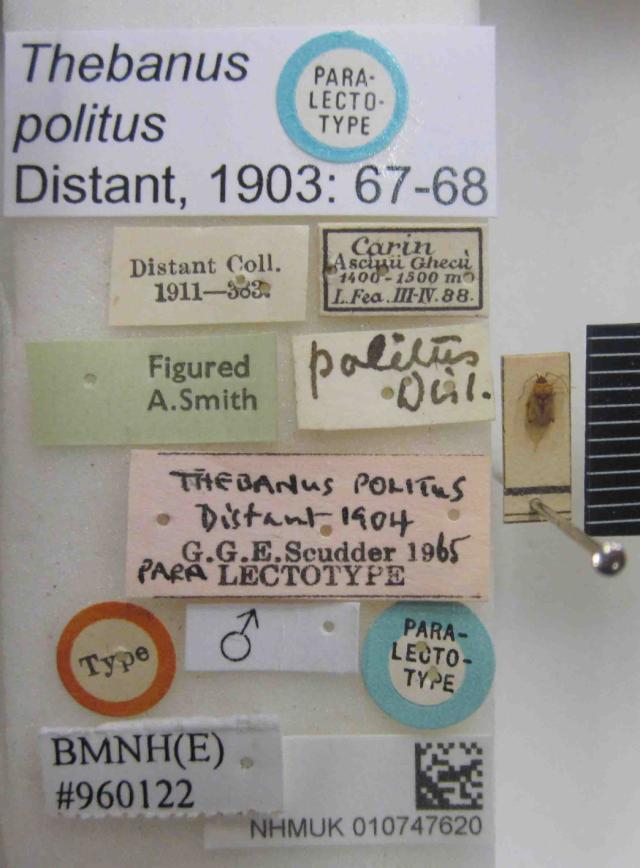 Thebanus
politus
Distant, 1903: 67-68
PARA-
LECTO-
TYPE
Distant Coll.
1911—383.
Carin
Asciuii Ghecù
1400-1500 m
L.Fea. III-IV. 88.
Figured
A.Smith
politus
Dist.
THEBANUS POLITUS
Distant 1904
G.G.E.Scudder 1965
PARA LECTOTYPE
Type
♂
PARA-
LECTO-
TYPE
BMNH(E)
#960122
NHMUK 010747620